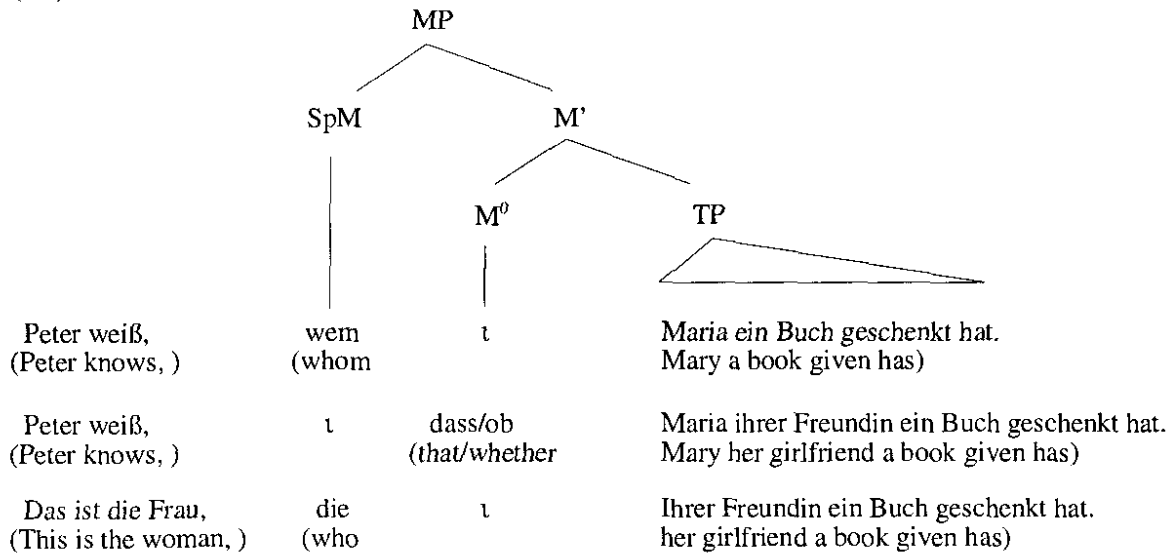 MP
SpM M'
M⁰ TP
Peter weiß, wem ι Maria ein Buch geschenkt hat.
(Peter knows, ) (whom Mary a book given has)
Peter weiß, ι dass/ob Maria ihrer Freundin ein Buch geschenkt hat.
(Peter knows, ) (that/whether Mary her girlfriend a book given has)
Das ist die Frau, die ι Ihrer Freundin ein Buch geschenkt hat.
(This is the woman, ) (who her girlfriend a book given has)